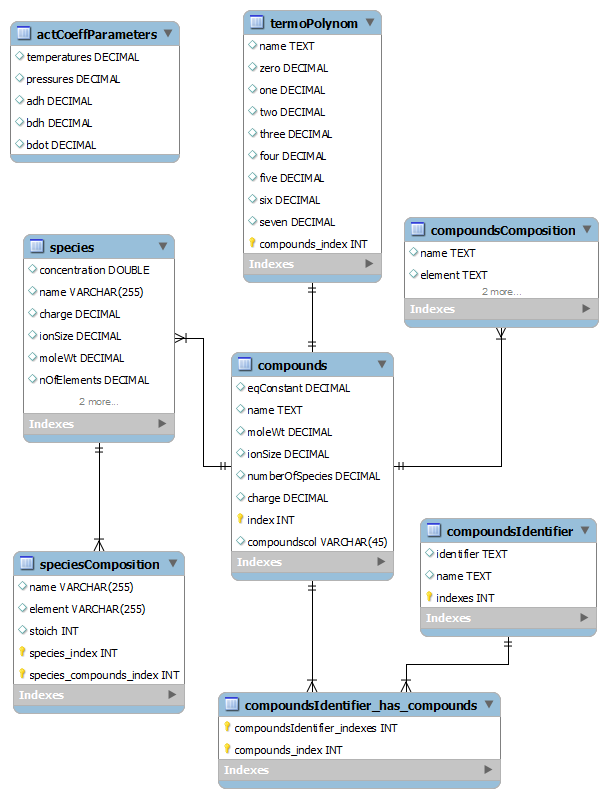 actCoeffParameters
temperatures DECIMAL
pressures DECIMAL
adh DECIMAL
bdh DECIMAL
bdot DECIMAL
termoPolynom
name TEXT
zero DECIMAL
one DECIMAL
two DECIMAL
three DECIMAL
four DECIMAL
five DECIMAL
six DECIMAL
seven DECIMAL
compounds_index INT
Indexes
species
concentration DOUBLE
name VARCHAR(255)
charge DECIMAL
ionSize DECIMAL
moleWt DECIMAL
nOfElements DECIMAL
2 more...
Indexes
compoundsComposition
name TEXT
element TEXT
2 more...
Indexes
compounds
eqConstant DECIMAL
name TEXT
moleWt DECIMAL
ionSize DECIMAL
numberOfSpecies DECIMAL
charge DECIMAL
index INT
compoundscol VARCHAR(45)
Indexes
speciesComposition
name VARCHAR(255)
element VARCHAR(255)
stoich INT
species_index INT
species_compounds_index INT
Indexes
compoundsIdentifier
identifier TEXT
name TEXT
indexes INT
Indexes
compoundsIdentifier_has_compounds
compoundsIdentifier_indexes INT
compounds_index INT
Indexes